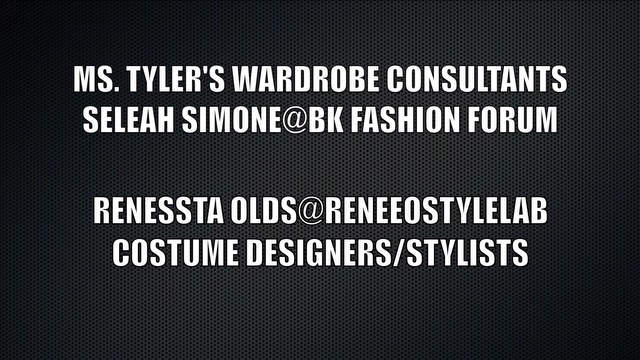 MS. TYLER'S WARDROBE CONSULTANTS
SELEAH SIMONE@BK FASHION FORUM
RENESSTA OLDS@RENEEOSTYLELAB
COSTUME DESIGNERS/STYLISTS